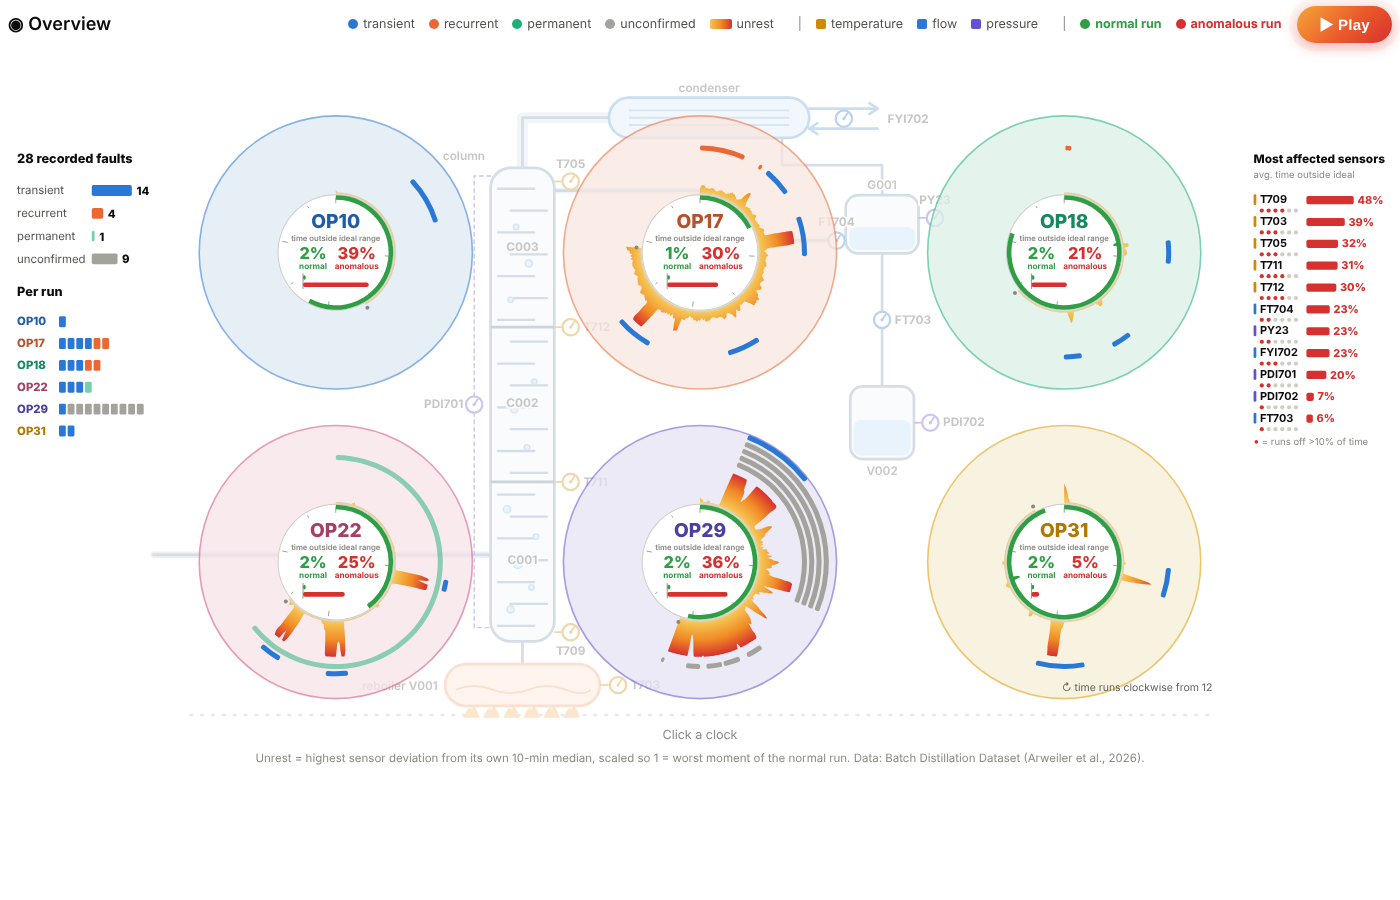 ◉ Overview
transient recurrent permanent unconfirmed unrest | temperature flow pressure | normal run anomalous run ▶ Play
condenser
FYI702
column
T705
28 recorded faults
transient 14
recurrent 4
permanent 1
unconfirmed 9
Per run
OP10
OP17
OP18
OP22
OP29
OP31
OP10
time outside ideal range
2% 39%
normal anomalous
OP17
time outside ideal range
1% 30%
normal anomalous
OP18
time outside ideal range
2% 21%
normal anomalous
G001
PY23
FT704
C003
T712
FT703
PDI701
C002
PDI702
V002
T711
C001
T709
reboiler V001
T703
OP22
time outside ideal range
2% 25%
normal anomalous
OP29
time outside ideal range
2% 36%
normal anomalous
OP31
time outside ideal range
2% 5%
normal anomalous
Most affected sensors
avg. time outside ideal
T709 48%
T703 39%
T705 32%
T711 31%
T712 30%
FT704 23%
PY23 23%
FYI702 23%
PDI701 20%
PDI702 7%
FT703 6%
• = runs off >10% of time
↻ time runs clockwise from 12
Click a clock
Unrest = highest sensor deviation from its own 10-min median, scaled so 1 = worst moment of the normal run. Data: Batch Distillation Dataset (Arweiler et al., 2026).